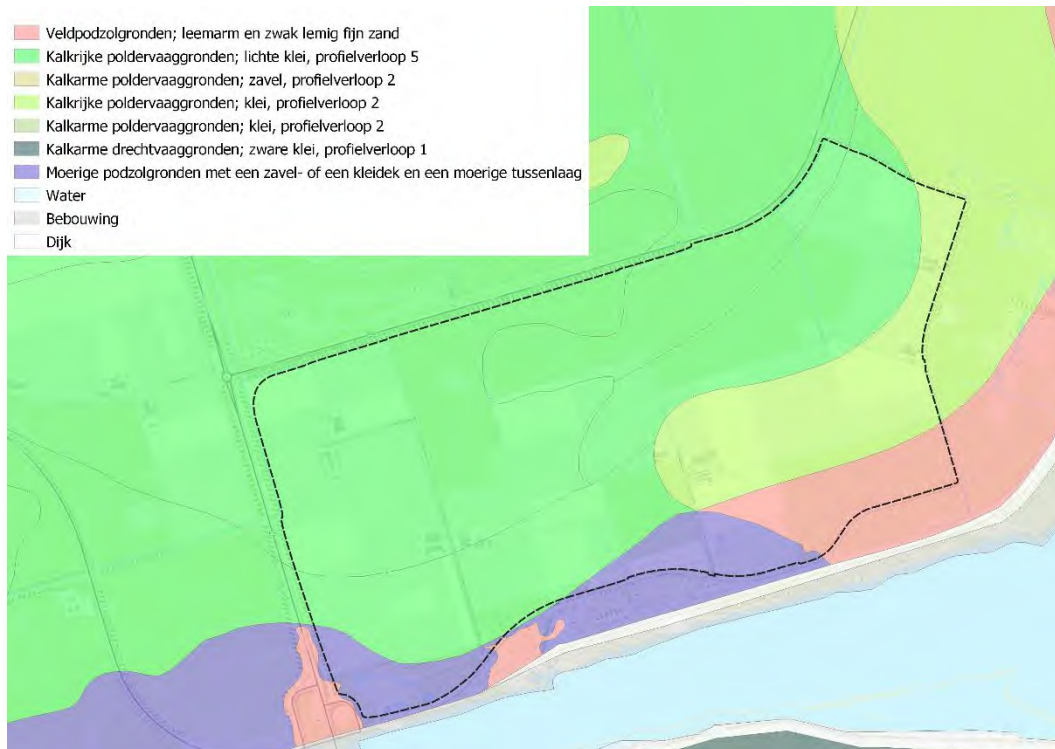 Veldpodzolgronden; leemarm en zwak lemig fijn zand
Kalkrijke poldervaaggronden; lichte klei, profielverloop 5
Kalkarme poldervaaggronden; zavel, profielverloop 2
Kalkrijke poldervaaggronden; klei, profielverloop 2
Kalkarme poldervaaggronden; klei, profielverloop 2
Kalkarme drechtvaaggronden; zware klei, profielverloop 1
Moerige podzolgronden met een zavel- of een kleidek en een moerige tussenlaag
Water
Bebouwing
Dijk